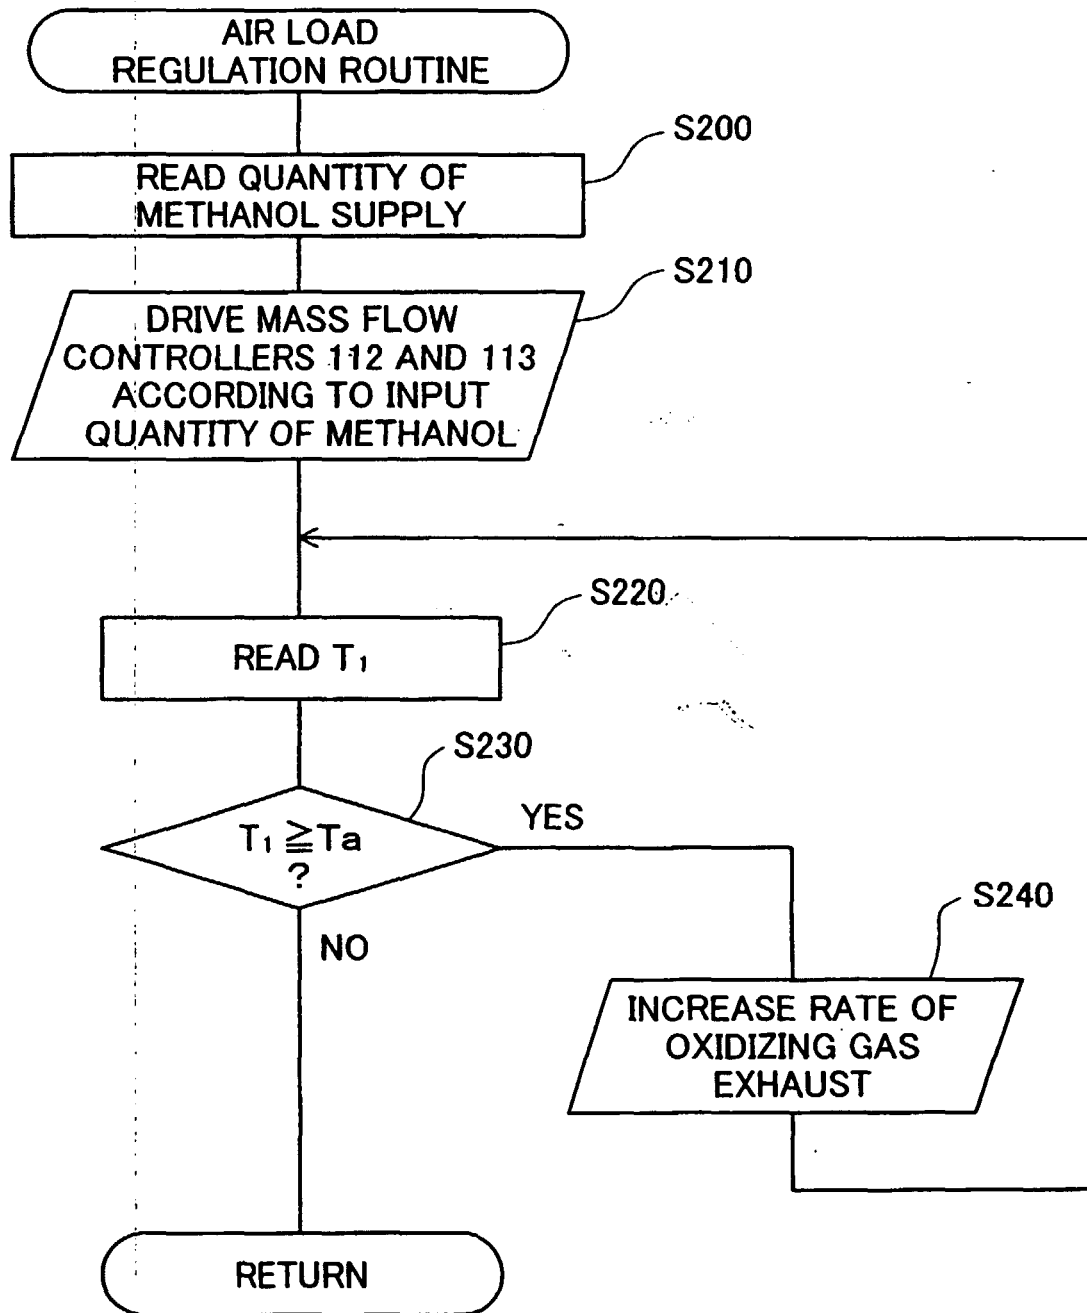 AIR LOAD
REGULATION ROUTINE
S200
READ QUANTITY OF
METHANOL SUPPLY
S210
DRIVE MASS FLOW
CONTROLLERS 112 AND 113
ACCORDING TO INPUT
QUANTITY OF METHANOL
S220
READ T₁
S230
T₁ ≧ Ta
?
YES
NO
S240
INCREASE RATE OF
OXIDIZING GAS
EXHAUST
RETURN